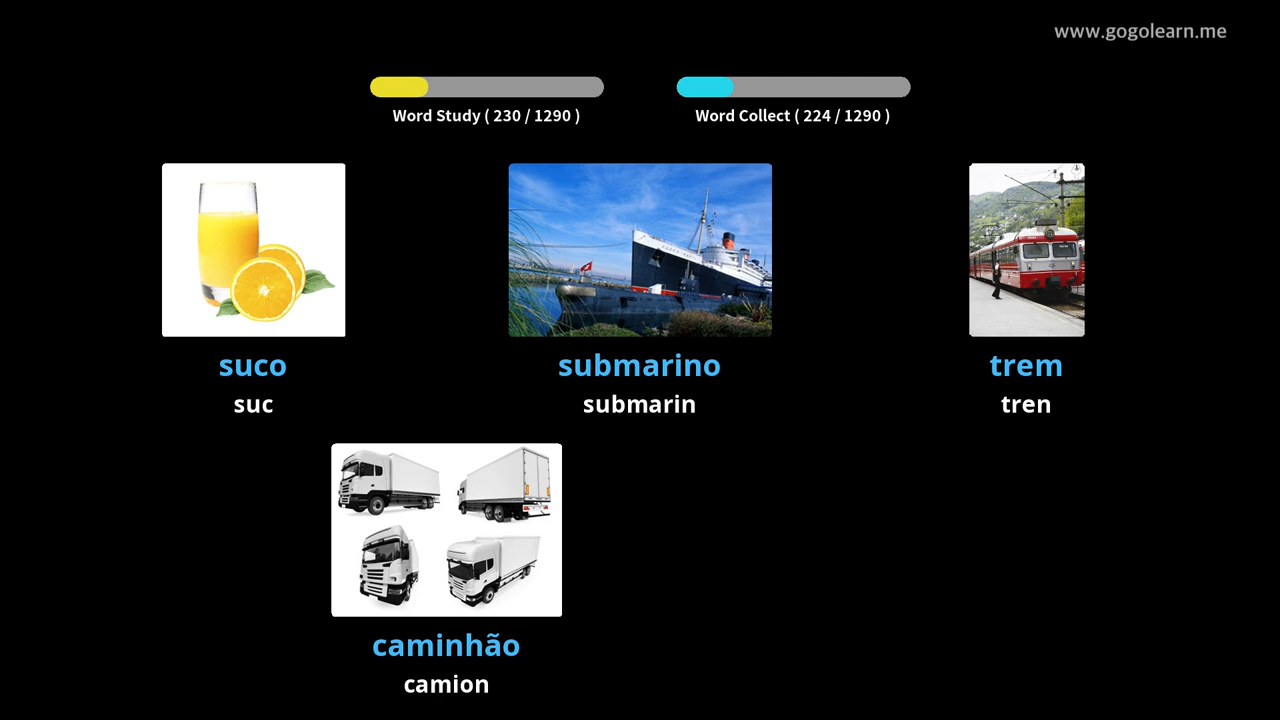 www.gogolearn.me
Word Study ( 230 / 1290 )
Word Collect ( 224 / 1290 )
suco
suc
submarino
submarin
trem
tren
caminhão
camion